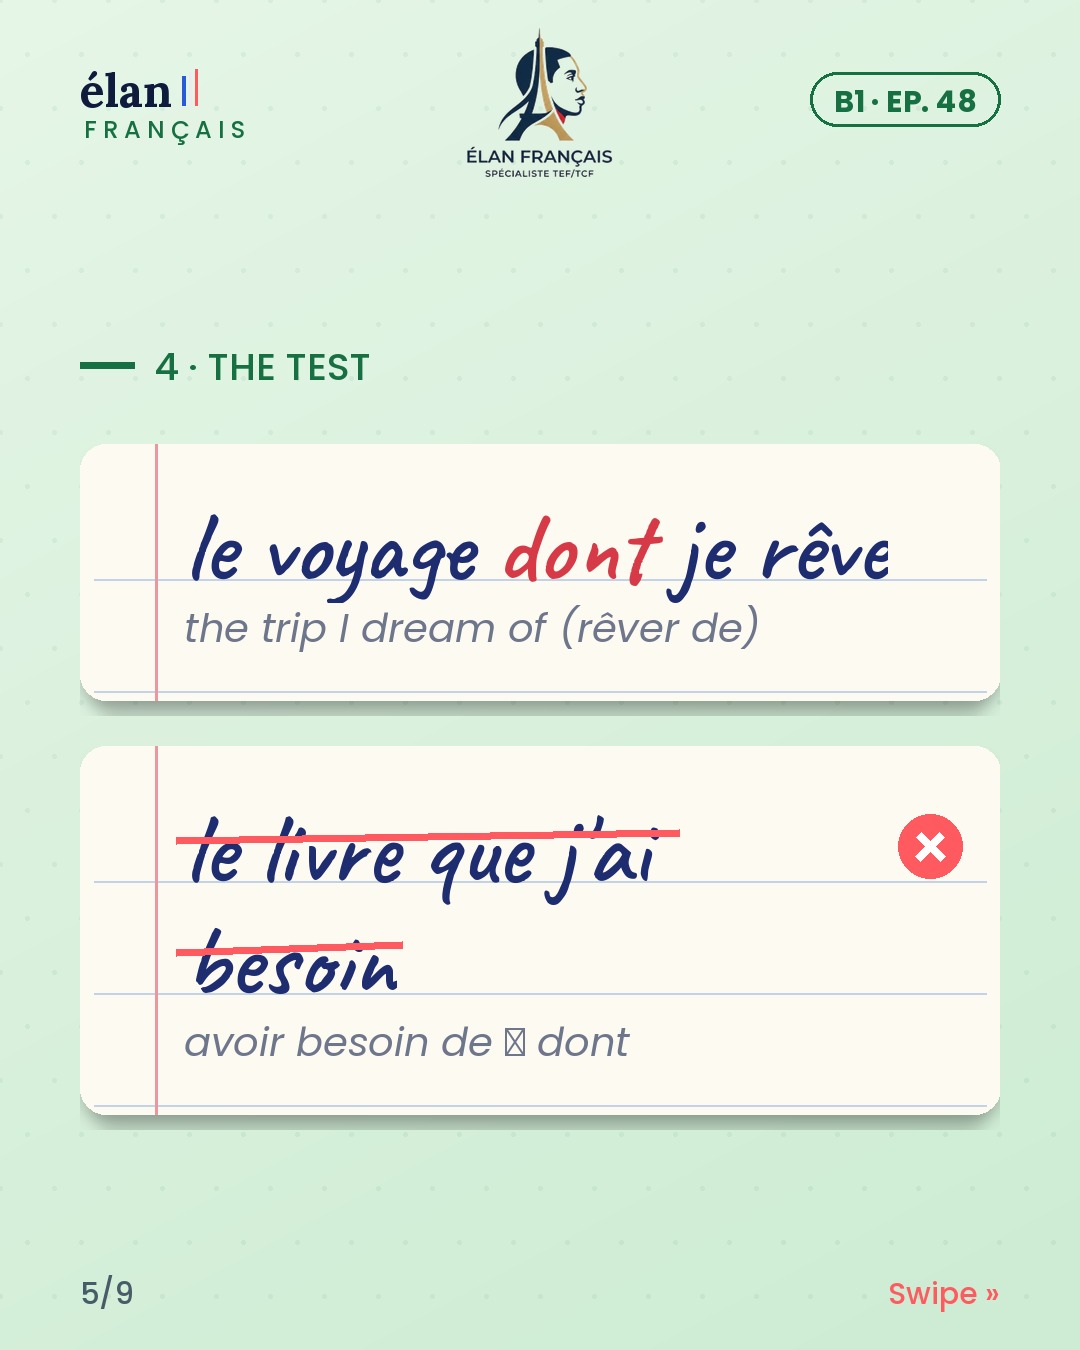 élan
FRANÇAIS
ÉLAN FRANÇAIS
SPÉCIALISTE TEF/TCF
B1 · EP. 48
4 · THE TEST
le voyage dont je rêve
the trip I dream of (rêver de)
le livre que j'ai
besoin
avoir besoin de dont
5/9
Swipe »